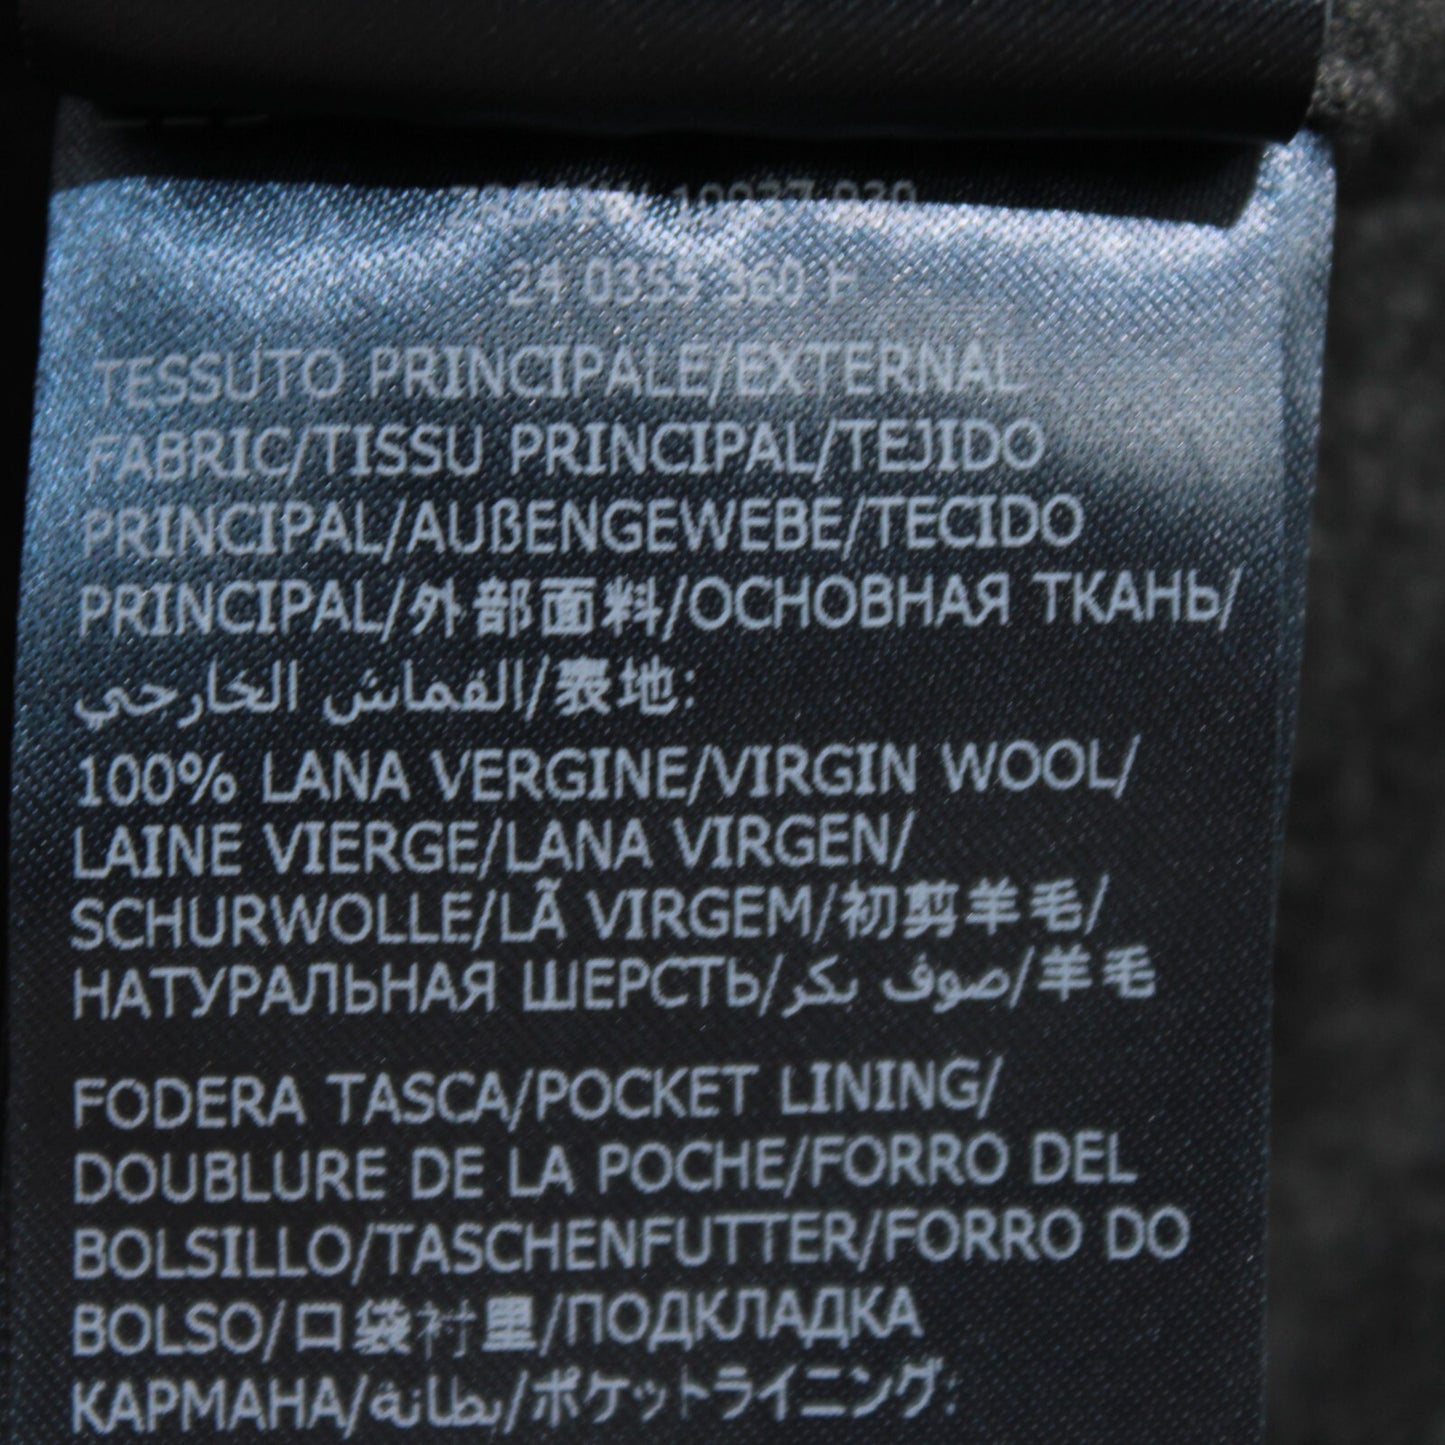 24 0355 360 F
TESSUTO PRINCIPALE/EXTERNAL
FABRIC/TISSU PRINCIPAL/TEJIDO
PRINCIPAL/AUßENGEWEBE/TECIDO
PRINCIPAL/外部面料/ОСНОВНАЯ ТКАНЬ/
القماش الخارجي/表地:
100% LANA VERGINE/VIRGIN WOOL/
LAINE VIERGE/LANA VIRGEN/
SCHURWOLLE/LÃ VIRGEM/初剪羊毛/
НАТУРАЛЬНАЯ ШЕРСТЬ/صوف بكر/羊毛
FODERA TASCA/POCKET LINING/
DOUBLURE DE LA POCHE/FORRO DEL
BOLSILLO/TASCHENFUTTER/FORRO DO
BOLSO/口袋衬里/ПОДКЛАДКА
КАРМАНА/بطانة/ポケットライニング: